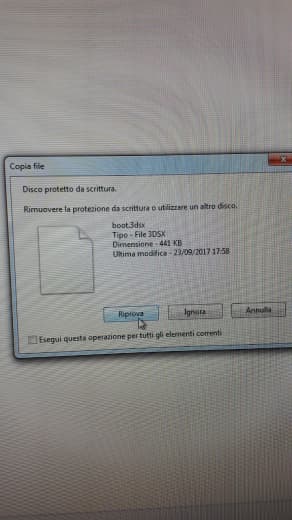 Copia file
Disco protetto da scrittura.
Rimuovere la protezione da scrittura o utilizzare un altro disco.
boot.3dsx
Tipo - File 3DSX
Dimensione - 441 KB
Ultima modifica - 23/09/2017 17:58
Riprova
Ignora
Annulla
Esegui questa operazione per tutti gli elementi correnti